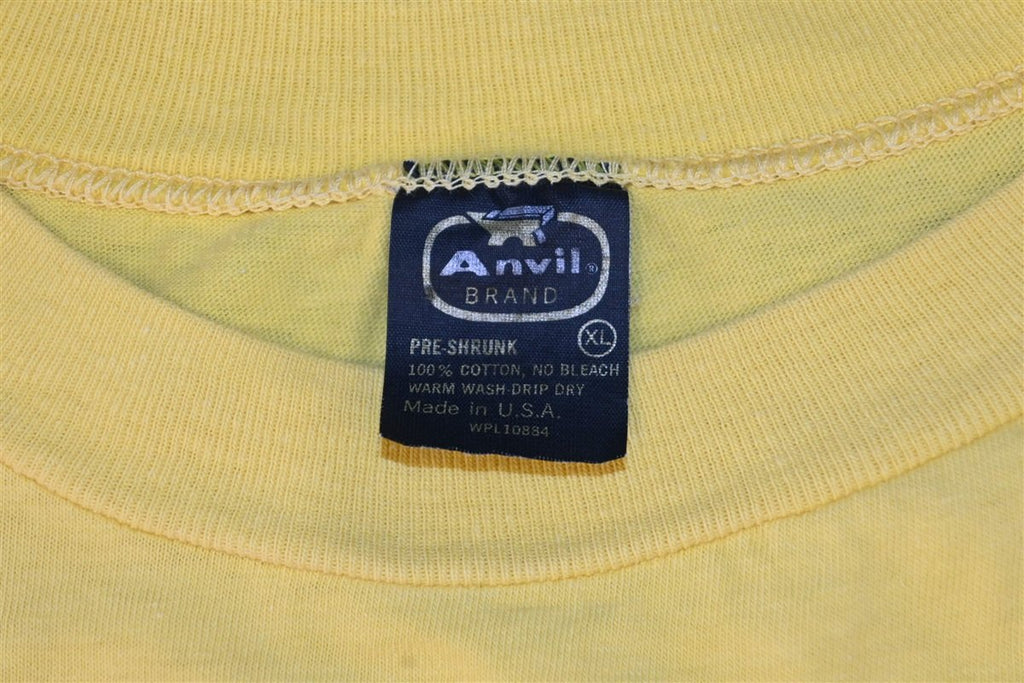 Anvil®
BRAND
XL
PRE-SHRUNK
100% COTTON, NO BLEACH
WARM WASH-DRIP DRY
Made in U.S.A.
WPL10884